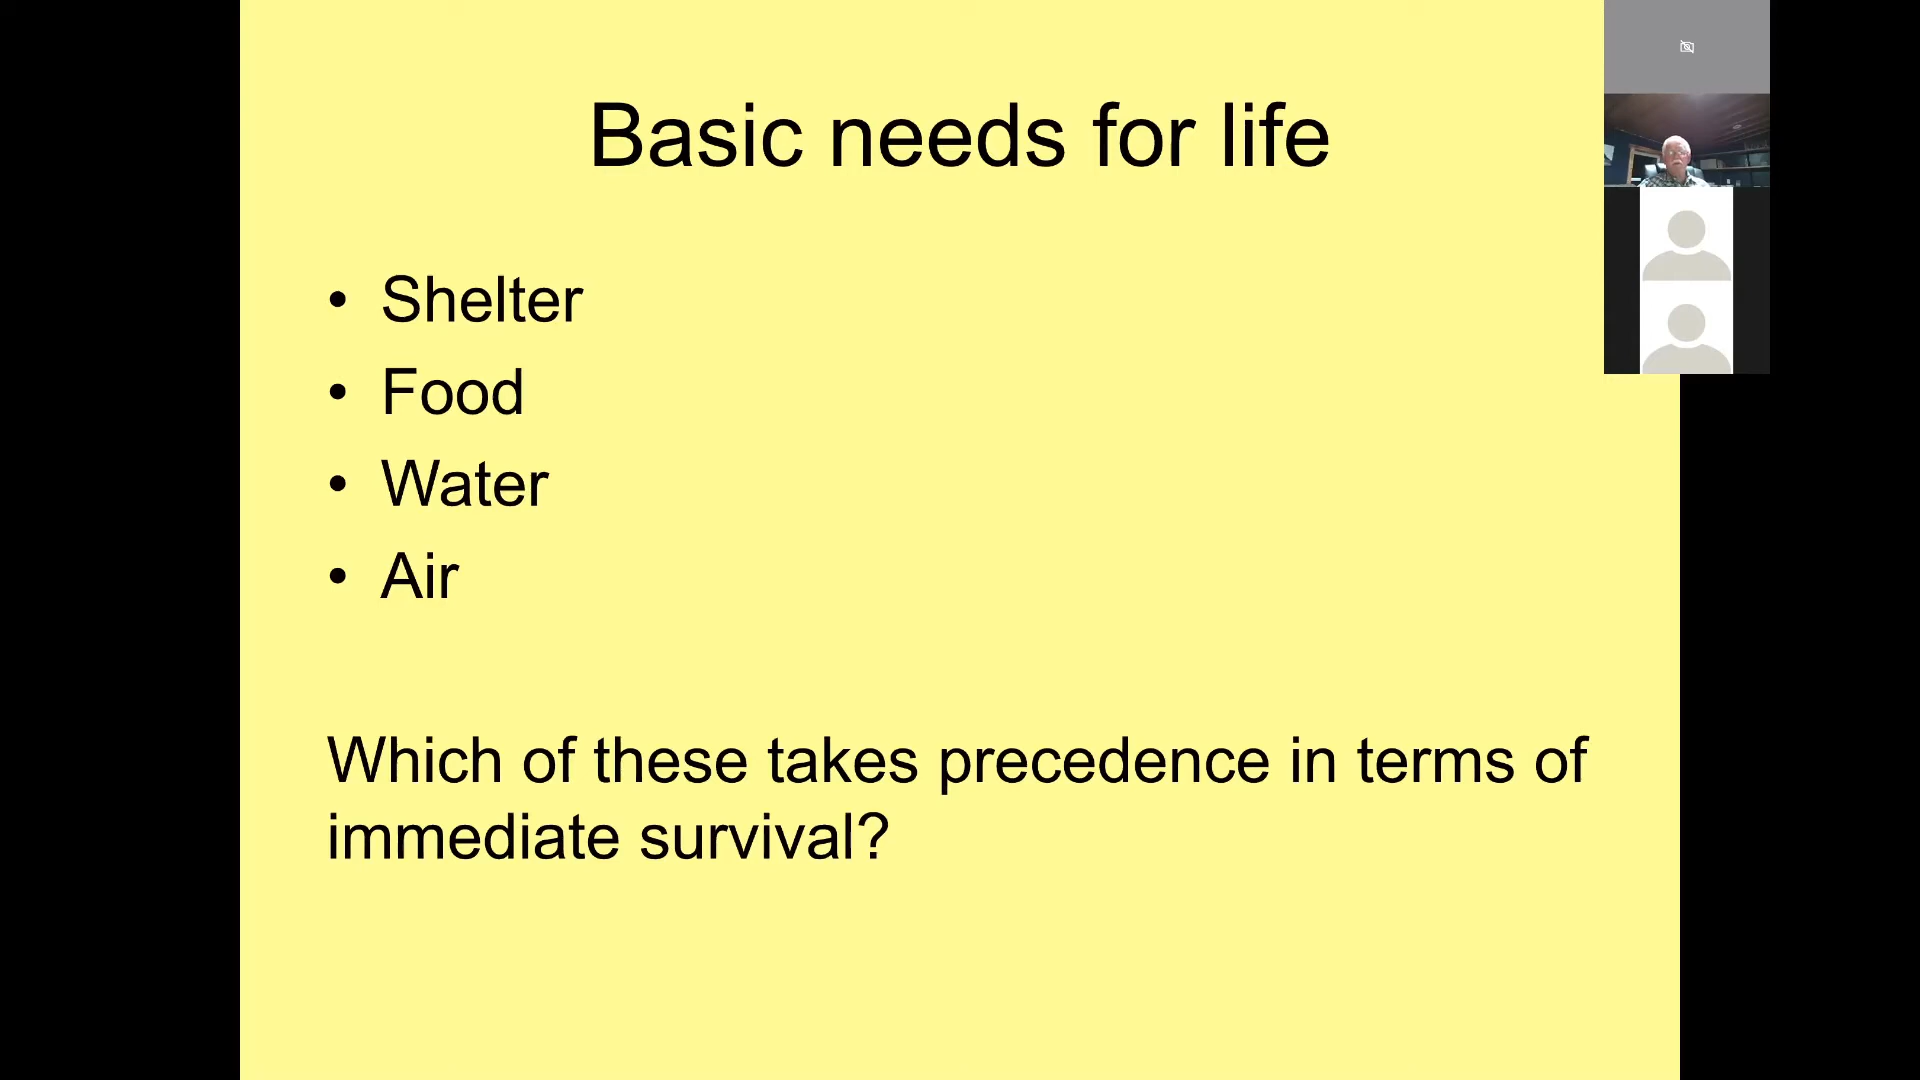 Basic needs for life
• Shelter
• Food
• Water
• Air
Which of these takes precedence in terms of
immediate survival?